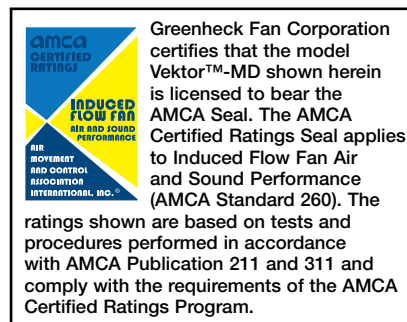 amca
CERTIFIED
RATINGS
INDUCED
FLOW FAN
AIR AND SOUND
PERFORMANCE
AIR
MOVEMENT
AND CONTROL
ASSOCIATION
INTERNATIONAL, INC.®
Greenheck Fan Corporation
certifies that the model
Vektor™-MD shown herein
is licensed to bear the
AMCA Seal. The AMCA
Certified Ratings Seal applies
to Induced Flow Fan Air
and Sound Performance
(AMCA Standard 260). The
ratings shown are based on tests and
procedures performed in accordance
with AMCA Publication 211 and 311 and
comply with the requirements of the AMCA
Certified Ratings Program.